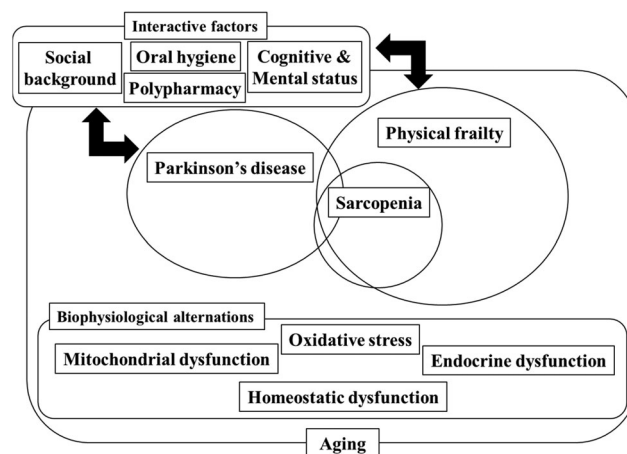 Interactive factors
Social
background
Oral hygiene
Polypharmacy
Cognitive &
Mental status
Physical frailty
Parkinson's disease
Sarcopenia
Biophysiological alternations
Oxidative stress
Mitochondrial dysfunction
Endocrine dysfunction
Homeostatic dysfunction
Aging